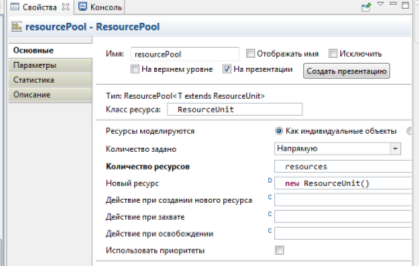 Свойства Консоль
resourcePool - ResourcePool
Основные
Параметры
Статистика
Описание
Имя: resourcePool Отображать имя Исключить
На верхнем уровне На презентации Создать презентацию
Тип: ResourcePool<T extends ResourceUnit>
Класс ресурса: ResourceUnit
Ресурсы моделируются Как индивидуальные объекты
Количество задано Напрямую
Количество ресурсов resources
Новый ресурс D new ResourceUnit()
Действие при создании нового ресурса C
Действие при захвате C
Действие при освобождении C
Использовать приоритеты